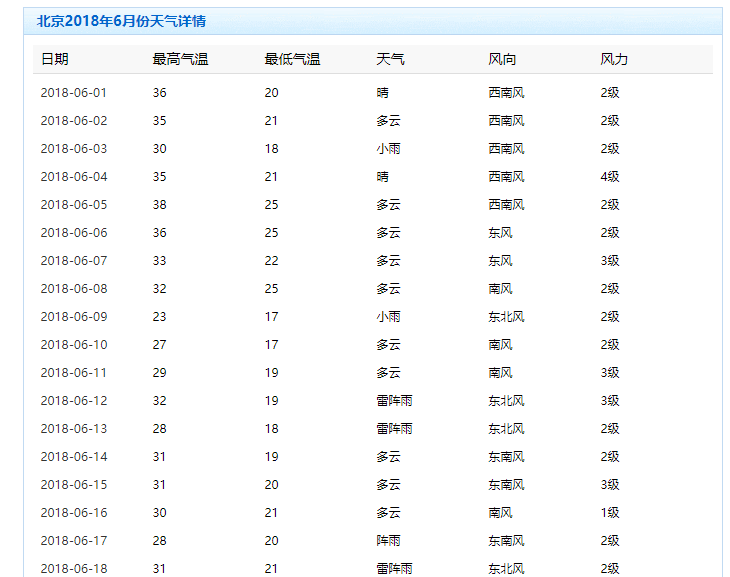 北京2018年6月份天气详情
日期 最高气温 最低气温 天气 风向 风力
2018-06-01 36 20 晴 西南风 2级
2018-06-02 35 21 多云 西南风 2级
2018-06-03 30 18 小雨 西南风 2级
2018-06-04 35 21 晴 西南风 4级
2018-06-05 38 25 多云 西南风 2级
2018-06-06 36 25 多云 东风 2级
2018-06-07 33 22 多云 东风 3级
2018-06-08 32 25 多云 南风 2级
2018-06-09 23 17 小雨 东北风 2级
2018-06-10 27 17 多云 南风 2级
2018-06-11 29 19 多云 南风 3级
2018-06-12 32 19 雷阵雨 东北风 3级
2018-06-13 28 18 雷阵雨 东北风 2级
2018-06-14 31 19 多云 东南风 2级
2018-06-15 31 20 多云 东南风 3级
2018-06-16 30 21 多云 南风 1级
2018-06-17 28 20 阵雨 东南风 2级
2018-06-18 31 21 雷阵雨 东北风 2级